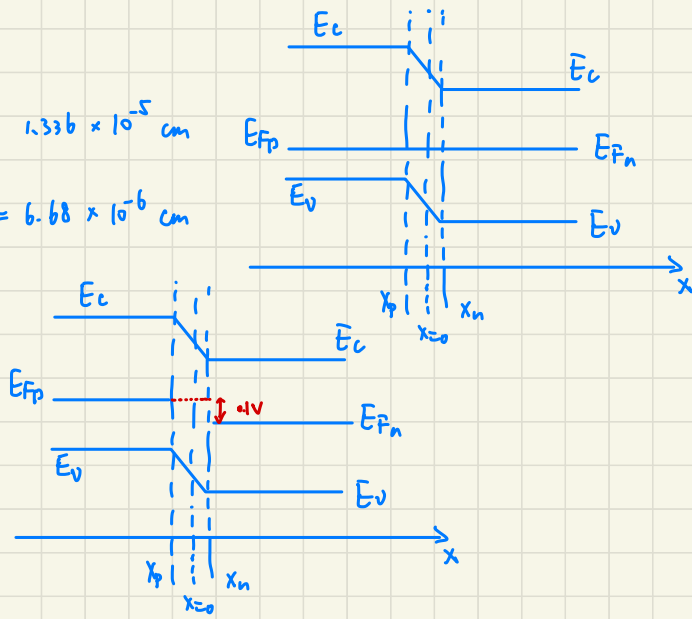 Ec
Ec
1.336 × 10⁻⁵ cm
EFp
EFn
Ev
= 6.68 × 10⁻⁶ cm
Ev
x
xp
xn
x=0
Ec
Ec
EFp
0.1V
EFn
Ev
Ev
x
xp
xn
x=0